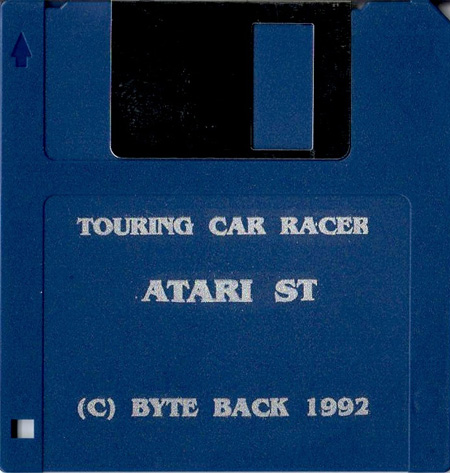 TOURING CAR RACER
ATARI ST
(C) BYTE BACK 1992